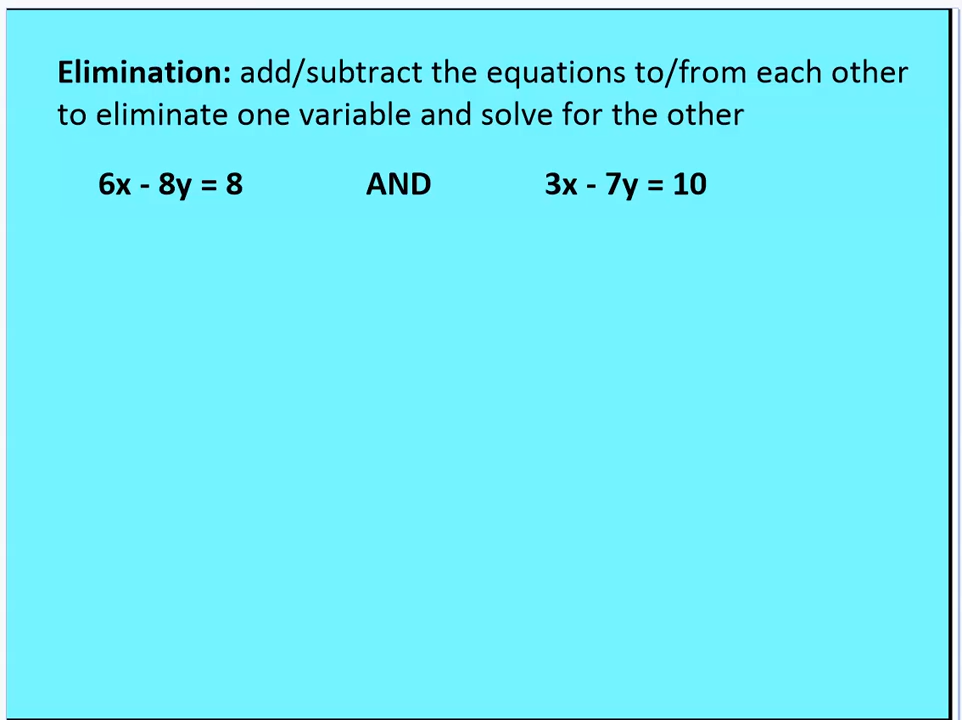 Elimination: add/subtract the equations to/from each other
to eliminate one variable and solve for the other
6x - 8y = 8 AND 3x - 7y = 10